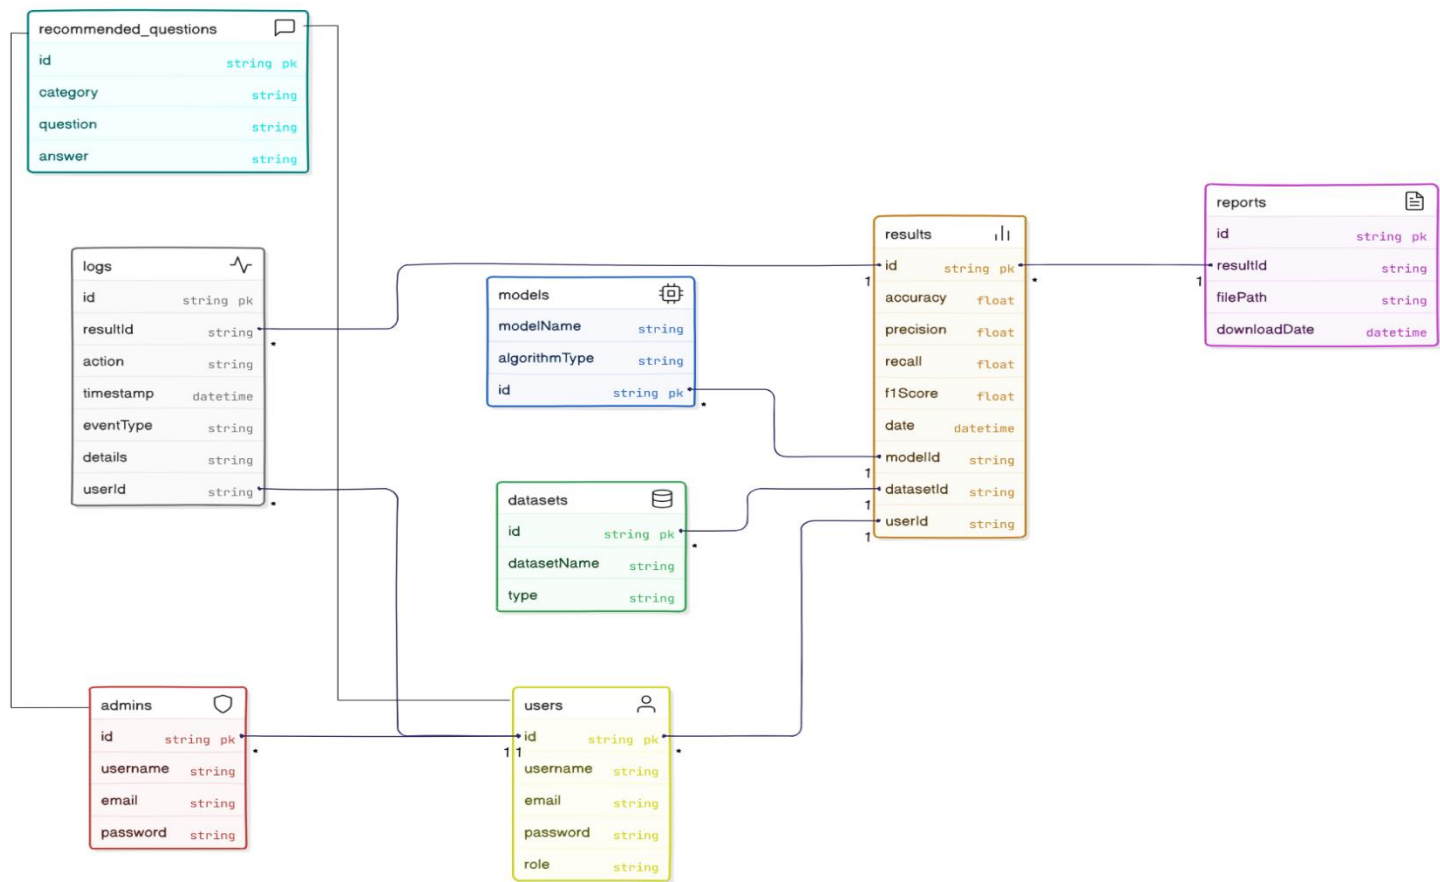 recommended_questions
id string pk
category string
question string
answer string
logs
id string pk
resultId string
*
action string
timestamp datetime
eventType string
details string
userId string
*
models
modelName string
algorithmType string
id string pk
*
datasets
id string pk
*
datasetName string
type string
results
id string pk
1 *
accuracy float
precision float
recall float
f1Score float
date datetime
modelId string
1
datasetId string
1
userId string
1
reports
id string pk
resultId string
1
filePath string
downloadDate datetime
admins
id string pk
*
username string
email string
password string
users
id string pk
1 1 *
username string
email string
password string
role string